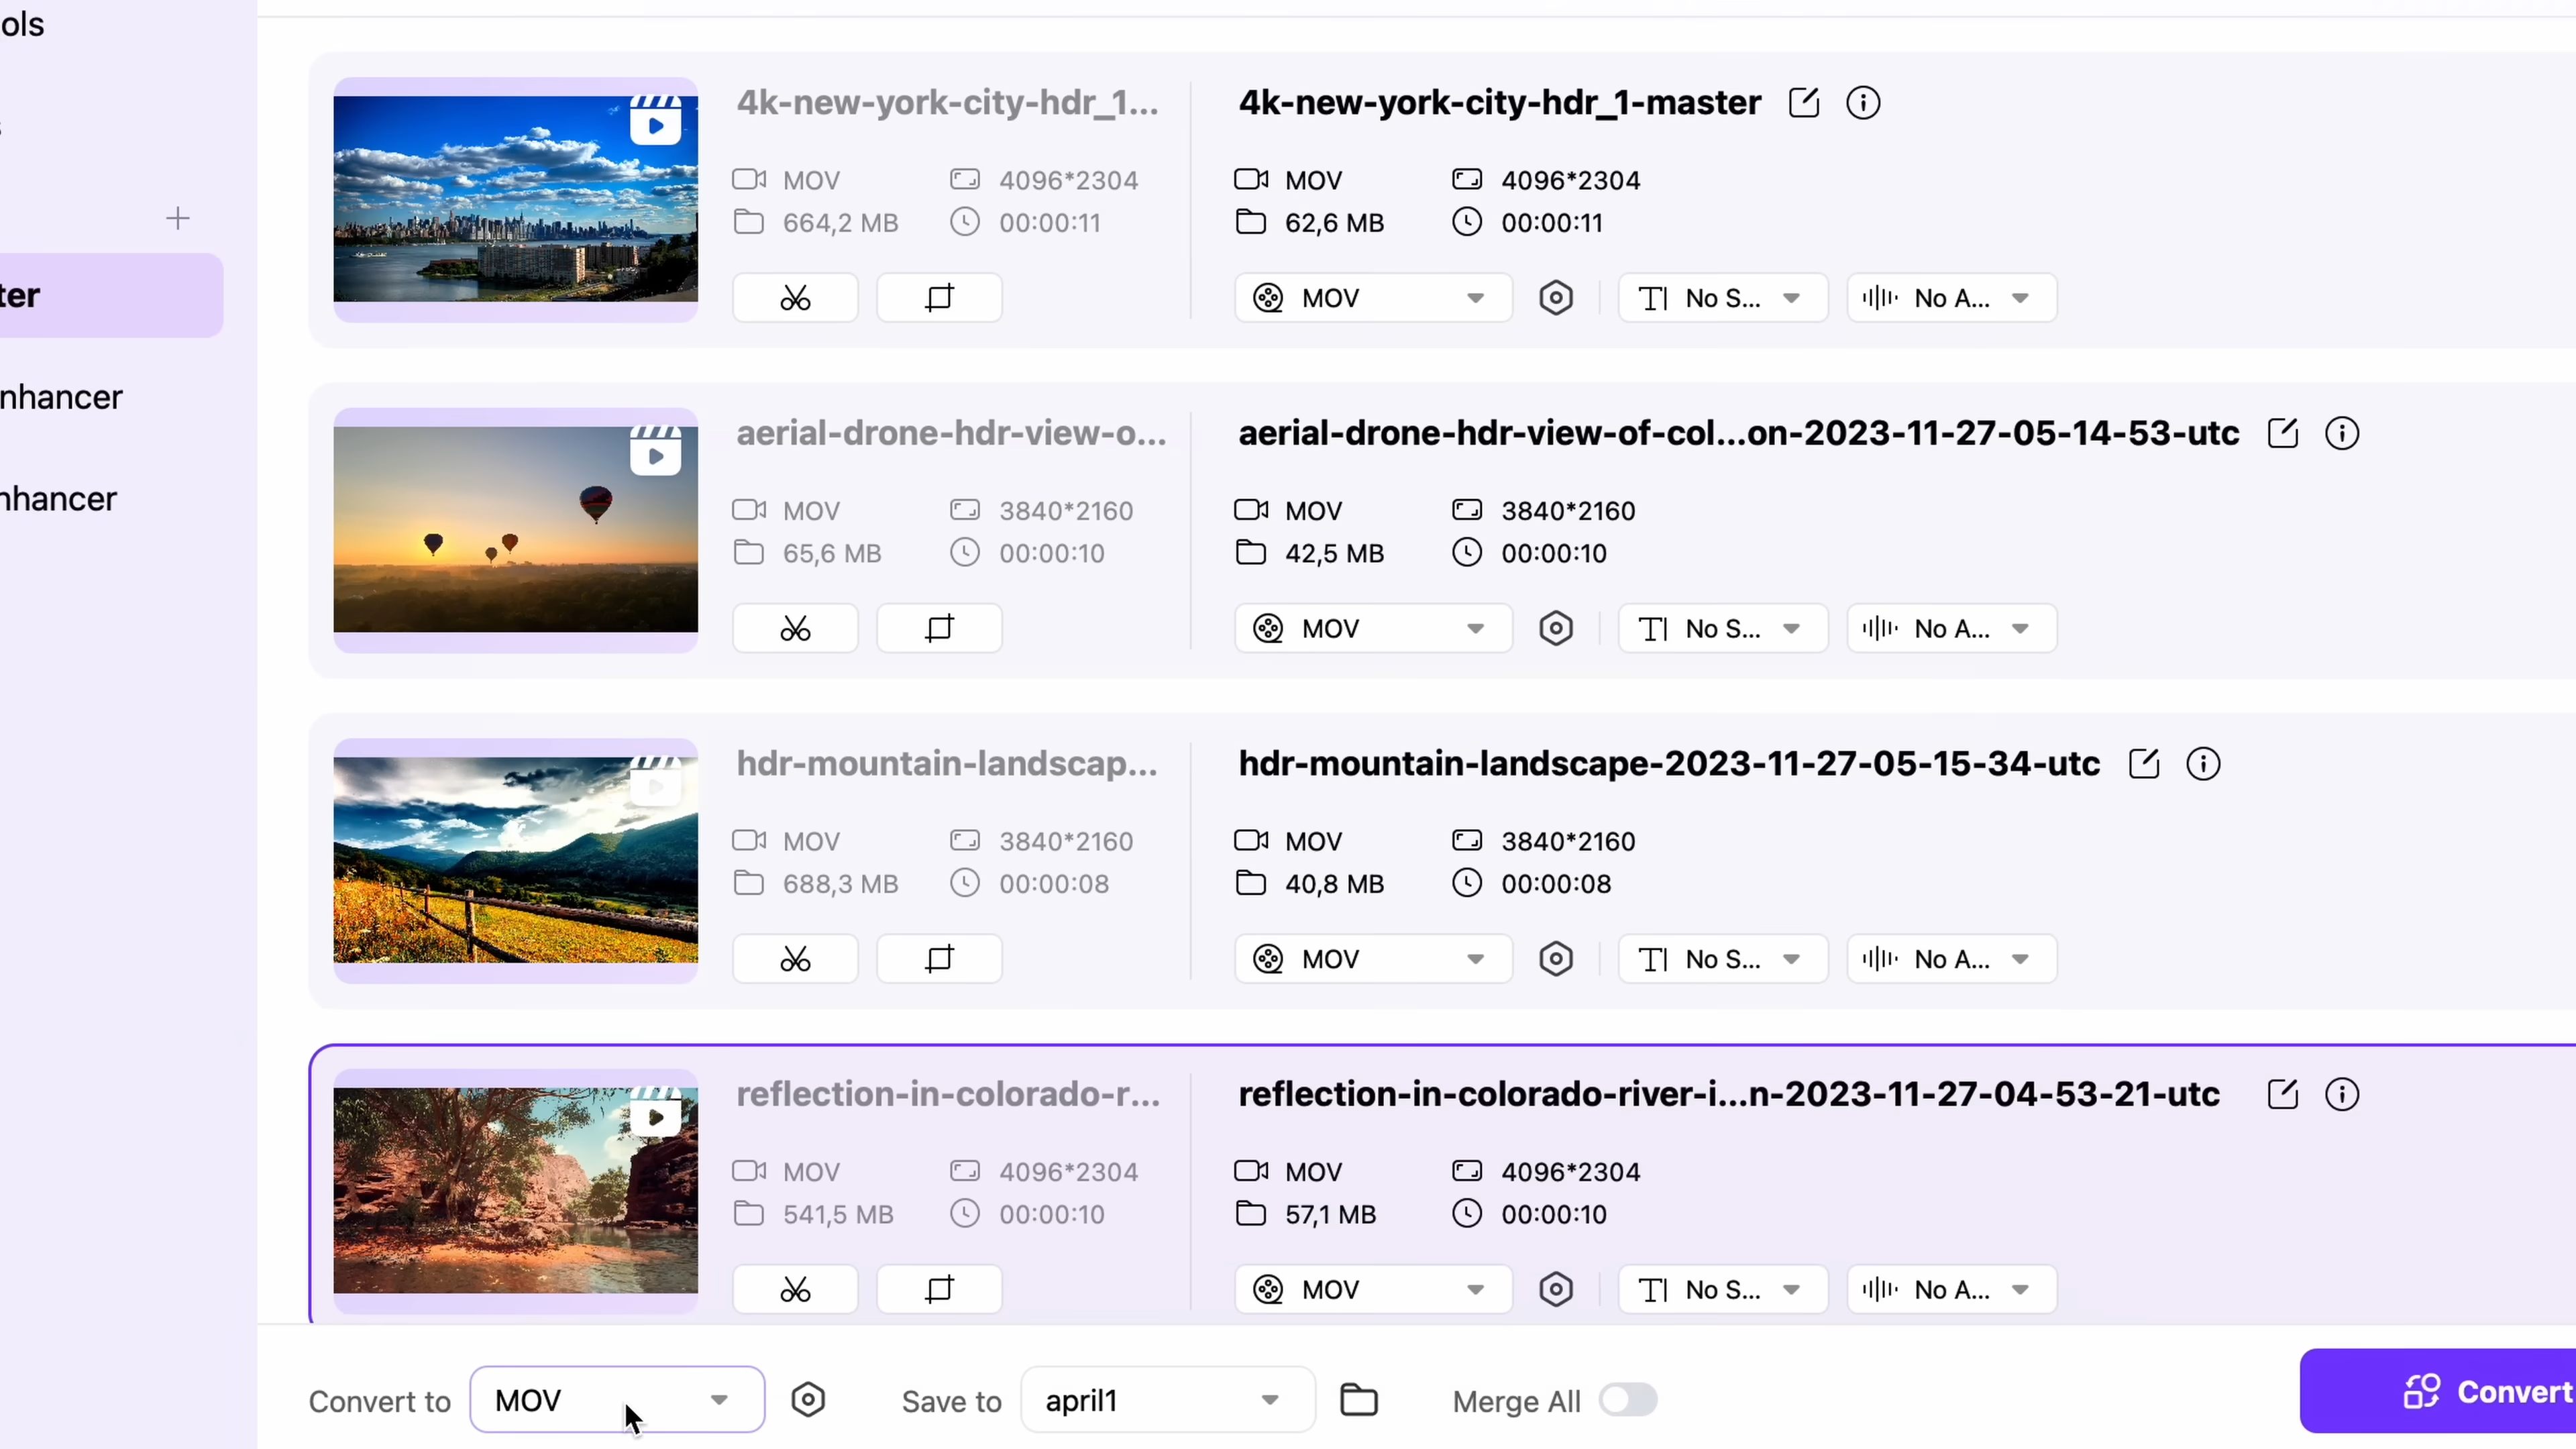 ols
ter
nhancer
nhancer
4k-new-york-city-hdr_1...
MOV 4096*2304
664,2 MB 00:00:11
4k-new-york-city-hdr_1-master
MOV 4096*2304
62,6 MB 00:00:11
MOV No S... No A...
aerial-drone-hdr-view-o...
MOV 3840*2160
65,6 MB 00:00:10
aerial-drone-hdr-view-of-col...on-2023-11-27-05-14-53-utc
MOV 3840*2160
42,5 MB 00:00:10
MOV No S... No A...
hdr-mountain-landscap...
MOV 3840*2160
688,3 MB 00:00:08
hdr-mountain-landscape-2023-11-27-05-15-34-utc
MOV 3840*2160
40,8 MB 00:00:08
MOV No S... No A...
reflection-in-colorado-r...
MOV 4096*2304
541,5 MB 00:00:10
reflection-in-colorado-river-i...n-2023-11-27-04-53-21-utc
MOV 4096*2304
57,1 MB 00:00:10
MOV No S... No A...
Convert to MOV Save to april1 Merge All Convert